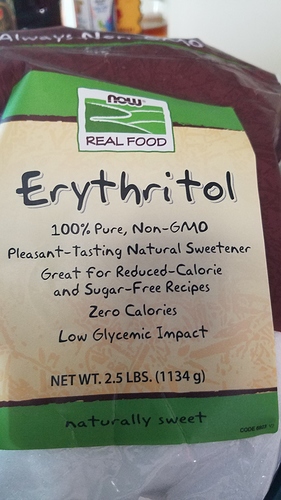 Always Non-
now
REAL FOOD
Erythritol
100% Pure, Non-GMO
Pleasant-Tasting Natural Sweetener
Great for Reduced-Calorie
and Sugar-Free Recipes
Zero Calories
Low Glycemic Impact
NET WT. 2.5 LBS. (1134 g)
naturally sweet
CODE